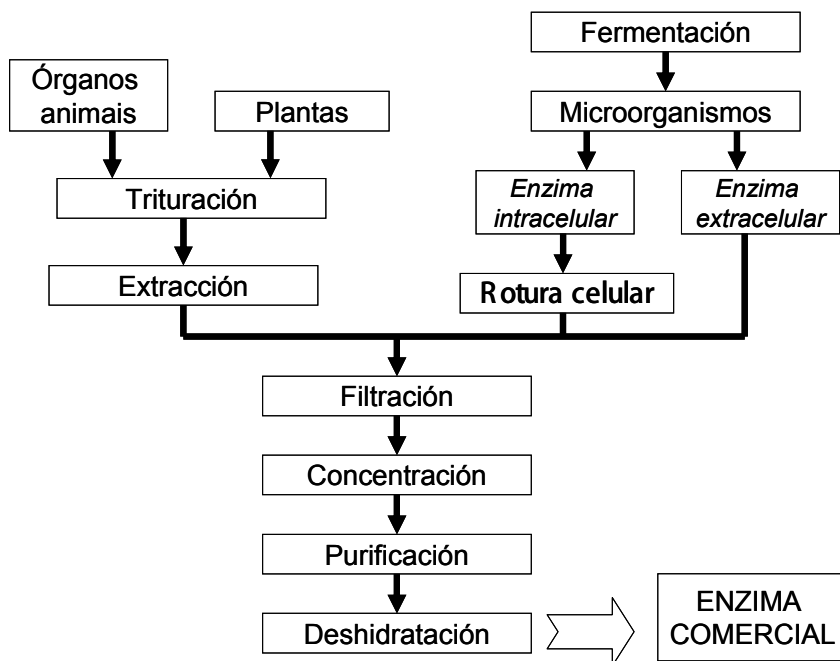 Fermentación
Órganos
animais
Plantas
Microorganismos
Trituración
Enzima
intracelular
Enzima
extracelular
Extracción
Rotura celular
Filtración
Concentración
Purificación
Deshidratación
ENZIMA
COMERCIAL